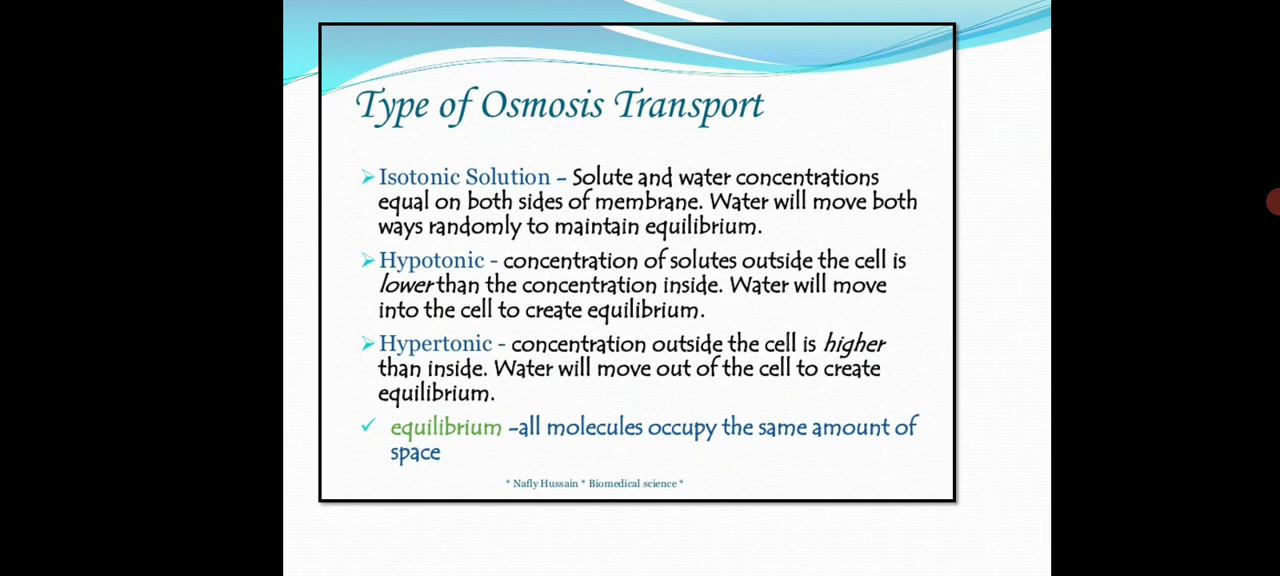 Type of Osmosis Transport
➢Isotonic Solution – Solute and water concentrations
equal on both sides of membrane. Water will move both
ways randomly to maintain equilibrium.
➢Hypotonic - concentration of solutes outside the cell is
lower than the concentration inside. Water will move
into the cell to create equilibrium.
➢Hypertonic - concentration outside the cell is higher
than inside. Water will move out of the cell to create
equilibrium.
✓ equilibrium –all molecules occupy the same amount of
space
* Nafly Hussain * Biomedical science *